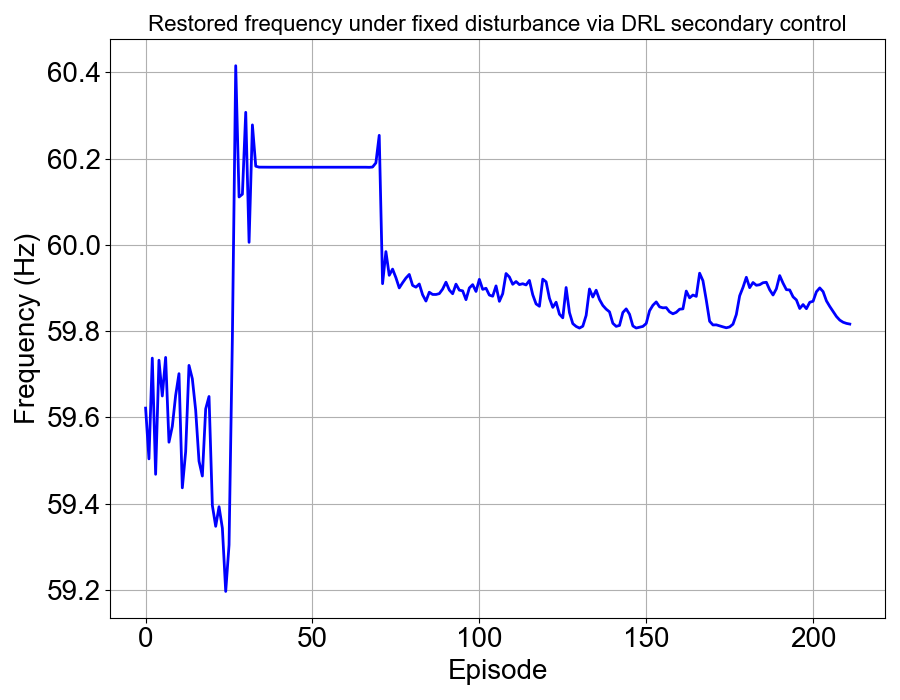 Restored frequency under fixed disturbance via DRL secondary control
60.4
60.2
60.0
59.8
59.6
59.4
59.2
Frequency (Hz)
0 50 100 150 200
Episode